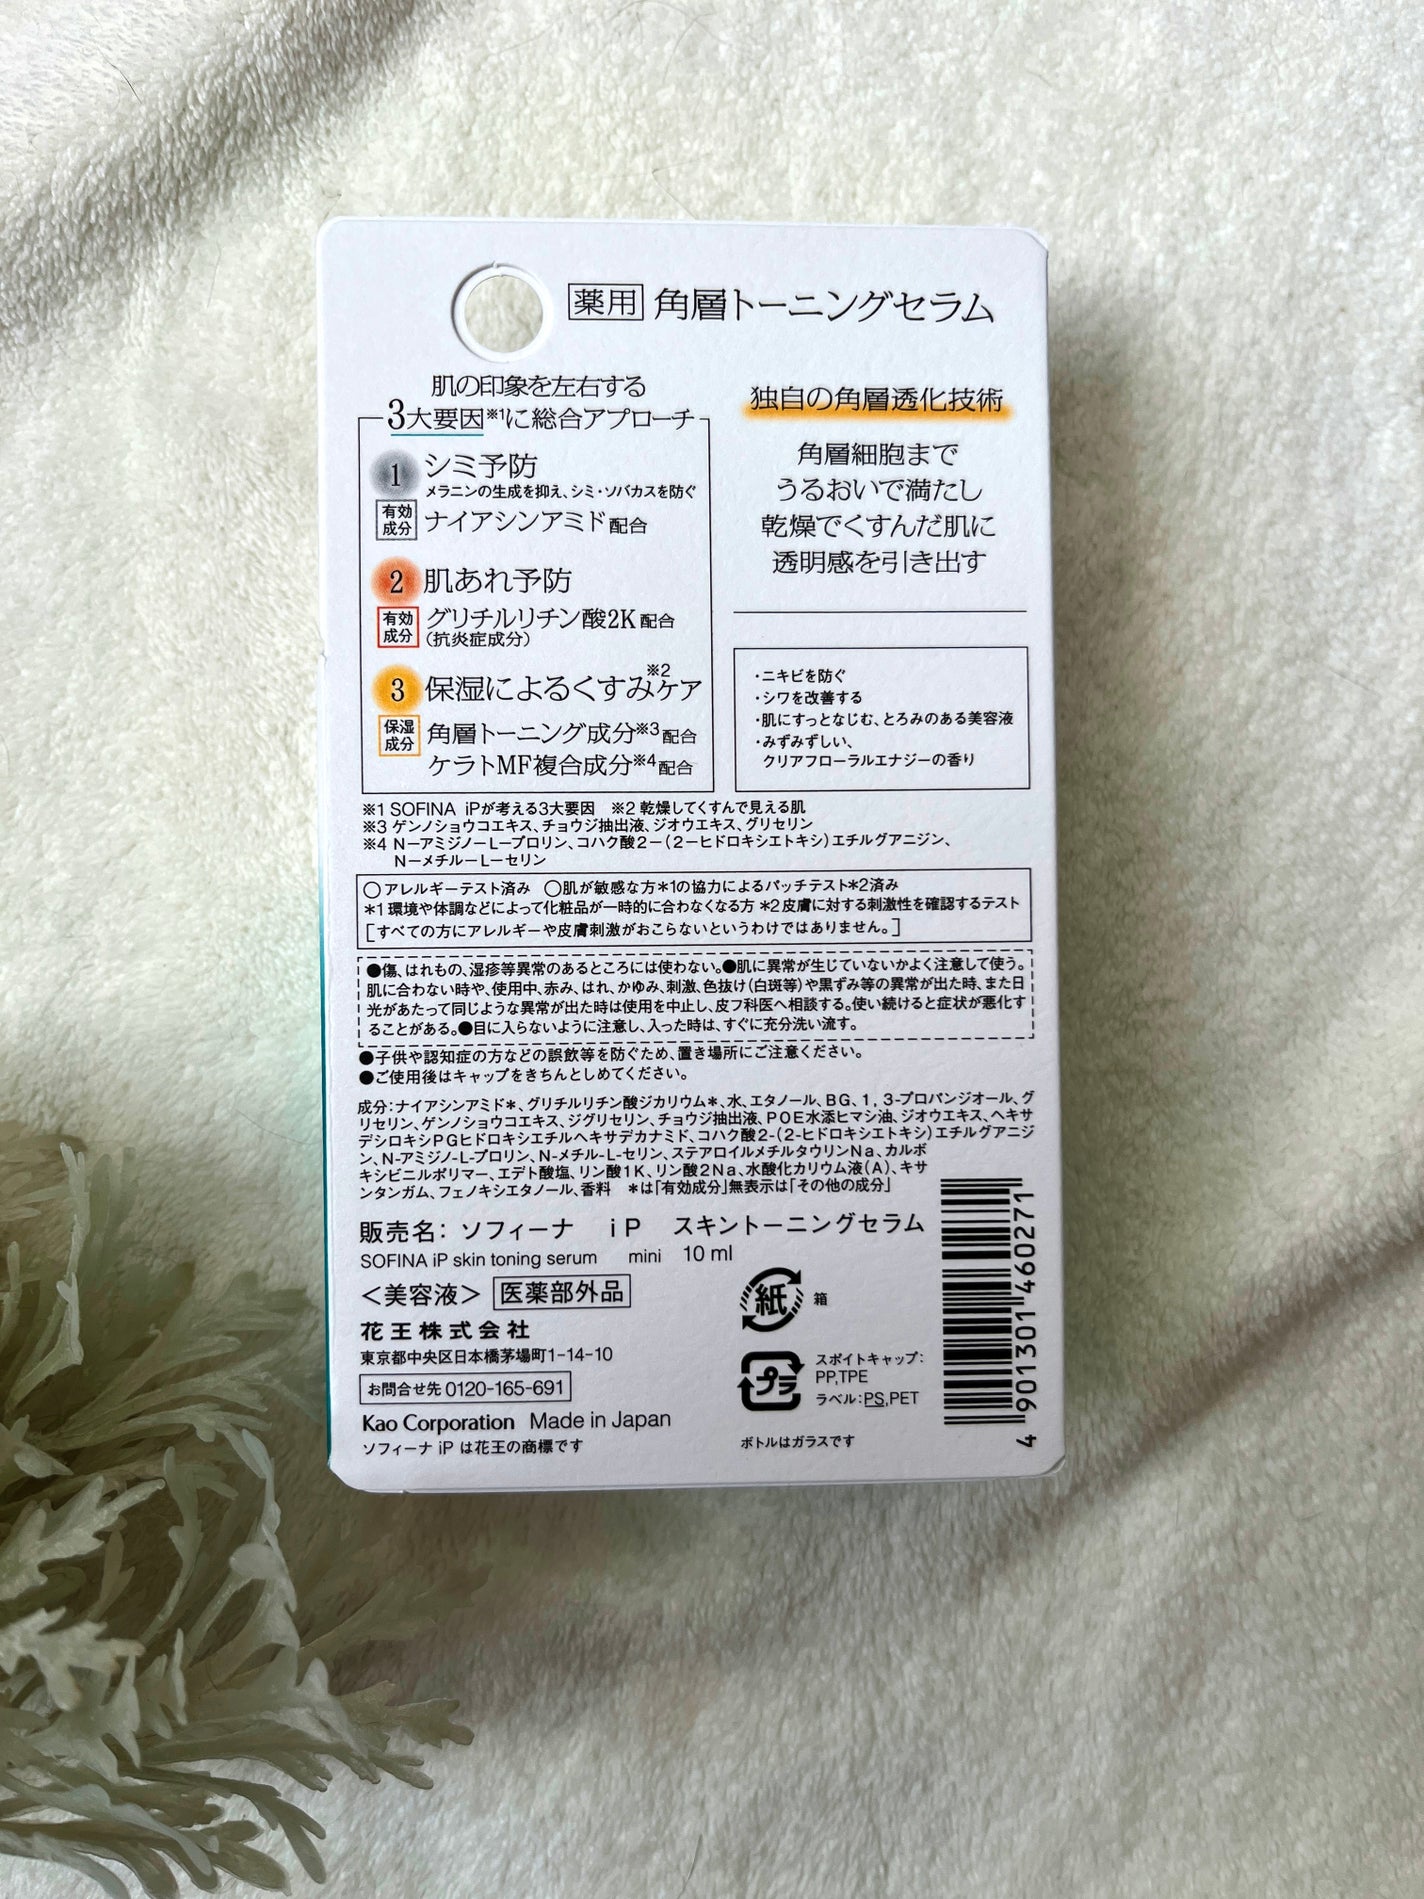 薬用 角層トーニングセラム
肌の印象を左右する
3大要因※1に総合アプローチ
1 シミ予防
メラニンの生成を抑え、シミ・ソバカスを防ぐ
有効成分 ナイアシンアミド配合
2 肌あれ予防
有効成分 グリチルリチン酸2K配合
(抗炎症成分)
3 保湿によるくすみ※2ケア
保湿成分 角層トーニング成分※3配合
ケラトMF複合成分※4配合
独自の角層透化技術
角層細胞まで
うるおいで満たし
乾燥でくすんだ肌に
透明感を引き出す
・ニキビを防ぐ
・シワを改善する
・肌にすっとなじむ、とろみのある美容液
・みずみずしい、
クリアフローラルエナジーの香り
※1 SOFINA iPが考える3大要因 ※2 乾燥してくすんで見える肌
※3 ゲンノショウコエキス、チョウジ抽出液、ジオウエキス、グリセリン
※4 N−アミジノ−L−プロリン、コハク酸2−(2−ヒドロキシエトキシ)エチルグアニジン、
N−メチル−L−セリン
○アレルギーテスト済み ○肌が敏感な方*1の協力によるパッチテスト*2済み
*1 環境や体調などによって化粧品が一時的に合わなくなる方 *2 皮膚に対する刺激性を確認するテスト
[すべての方にアレルギーや皮膚刺激がおこらないというわけではありません。]
●傷、はれもの、湿疹等異常のあるところには使わない。●肌に異常が生じていないかよく注意して使う。
肌に合わない時や、使用中、赤み、はれ、かゆみ、刺激、色抜け(白斑等)や黒ずみ等の異常が出た時、また日
光があたって同じような異常が出た時は使用を中止し、皮フ科医へ相談する。使い続けると症状が悪化す
ることがある。●目に入らないように注意し、入った時は、すぐに充分洗い流す。
●子供や認知症の方などの誤飲等を防ぐため、置き場所にご注意ください。
●ご使用後はキャップをきちんとしめてください。
成分:ナイアシンアミド*、グリチルリチン酸ジカリウム*、水、エタノール、BG、1,3-プロパンジオール、グ
リセリン、ゲンノショウコエキス、ジグリセリン、チョウジ抽出液、POE水添ヒマシ油、ジオウエキス、ヘキサ
デシロキシPGヒドロキシエチルヘキサデカナミド、コハク酸2-(2-ヒドロキシエトキシ)エチルグアニジ
ン、N-アミジノ-L-プロリン、N-メチル-L-セリン、ステアロイルメチルタウリンNa、カルボ
キシビニルポリマー、エデト酸塩、リン酸1K、リン酸2Na、水酸化カリウム液(A)、キサ
ンタンガム、フェノキシエタノール、香料 *は「有効成分」無表示は「その他の成分」
販売名:ソフィーナ iP スキントーニングセラム
SOFINA iP skin toning serum mini 10 ml
<美容液> 医薬部外品
花王株式会社
東京都中央区日本橋茅場町1-14-10
お問合せ先 0120-165-691
Kao Corporation Made in Japan
ソフィーナ iP は花王の商標です
紙 箱
プラ スポイトキャップ:
PP,TPE
ラベル:PS,PET
ボトルはガラスです
4 901301 460271